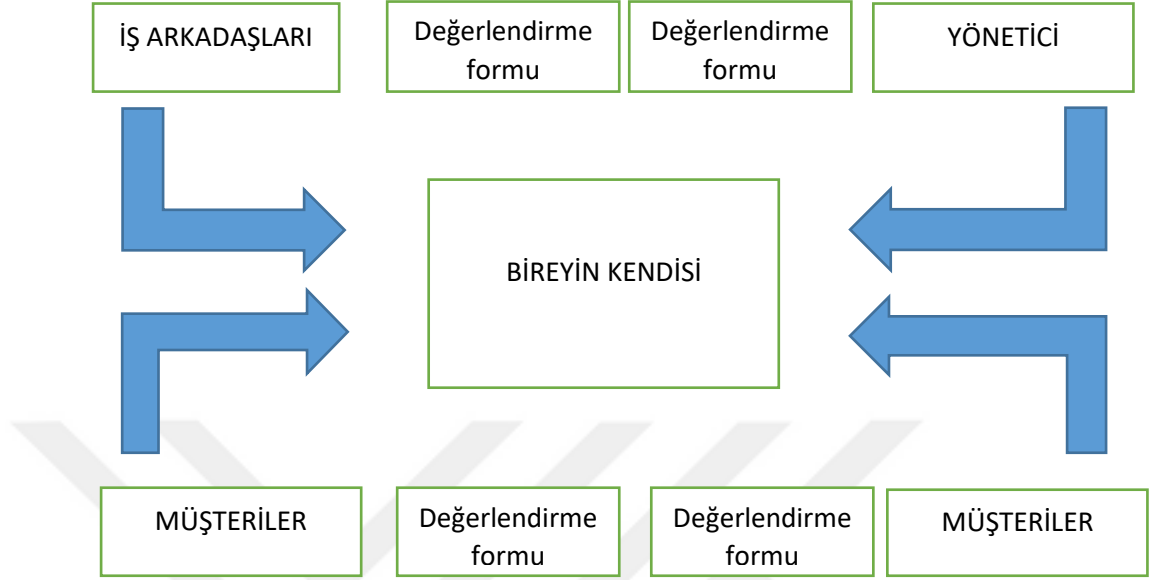 İŞ ARKADAŞLARI
Değerlendirme
formu
Değerlendirme
formu
YÖNETİCİ
BİREYİN KENDİSİ
MÜŞTERİLER
Değerlendirme
formu
Değerlendirme
formu
MÜŞTERİLER